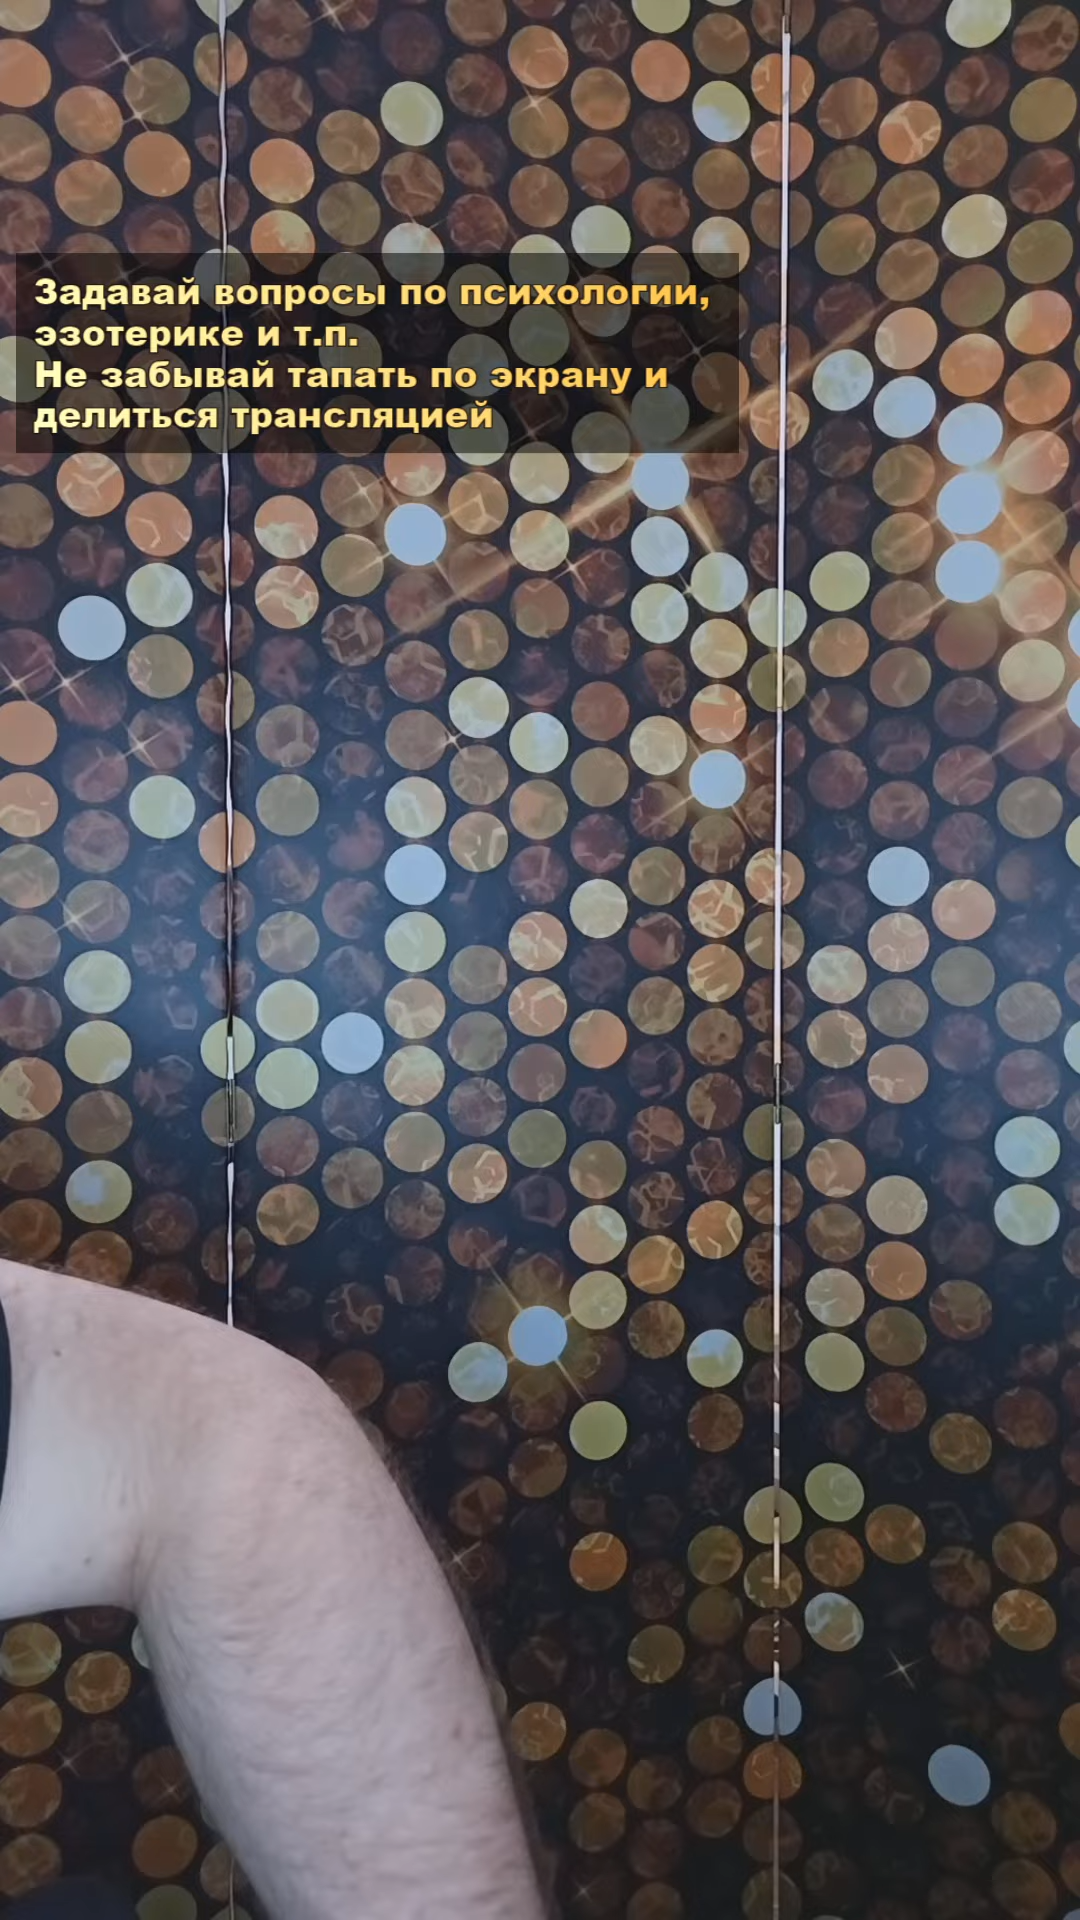 Задавай вопросы по психологии,
эзотерике и т.п.
Не забывай тапать по экрану и
делиться трансляцией